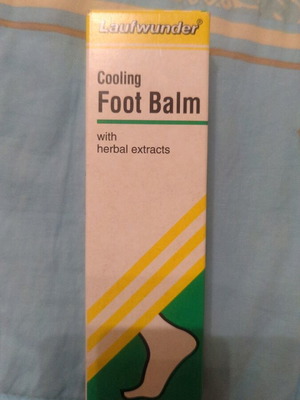 Laufwunder®
Cooling
Foot Balm
with
herbal extracts